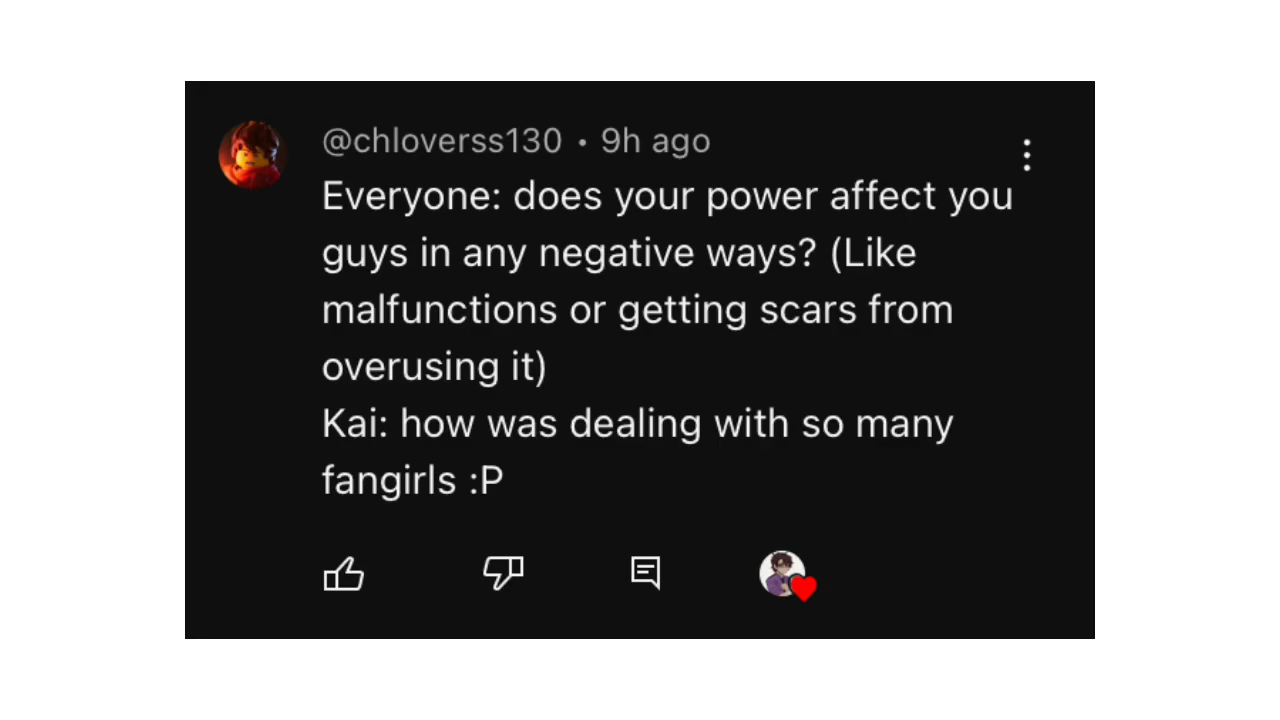 @chloverss130 • 9h ago
Everyone: does your power affect you
guys in any negative ways? (Like
malfunctions or getting scars from
overusing it)
Kai: how was dealing with so many
fangirls :P